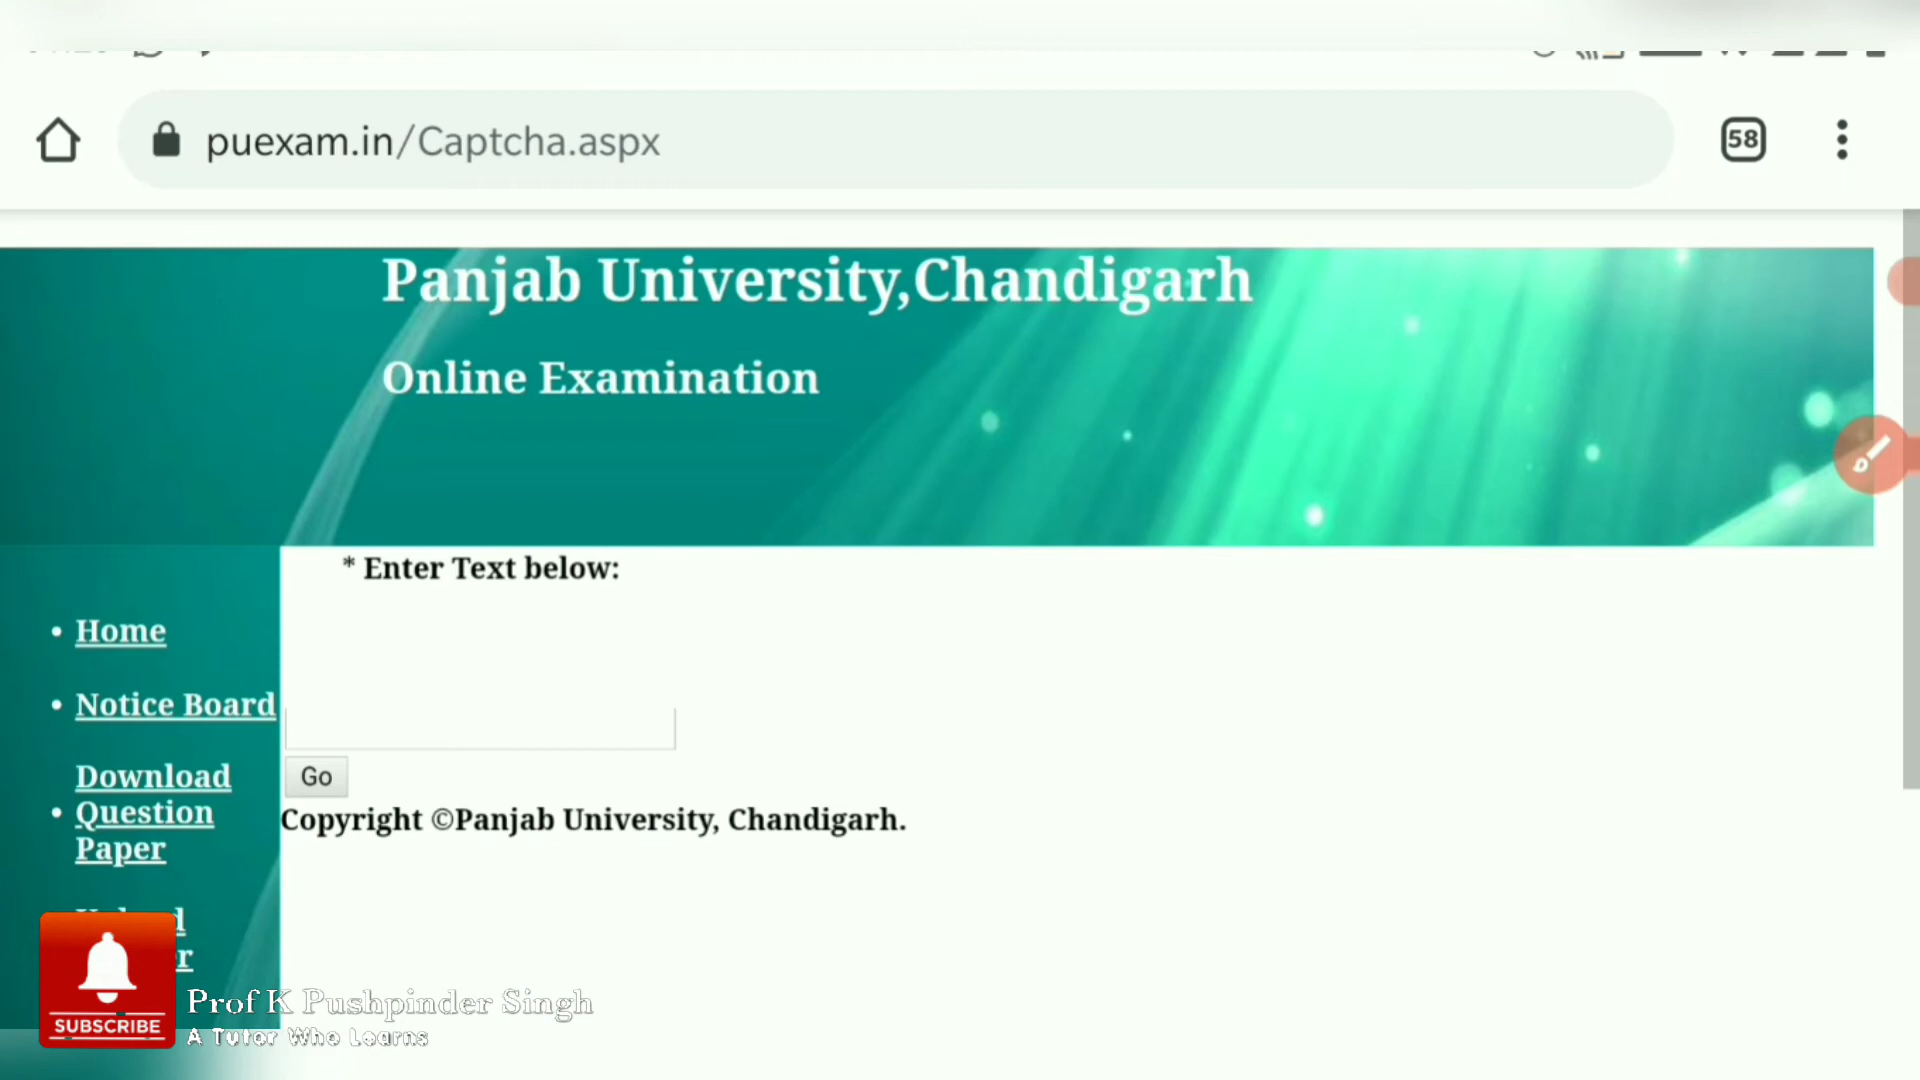 puexam.in/Captcha.aspx
58
Panjab University,Chandigarh
Online Examination
* Enter Text below:
• Home
• Notice Board
• Download
Question
Paper
Go
Copyright ©Panjab University, Chandigarh.
SUBSCRIBE
Prof K Pushpinder Singh
A Tutor Who Learns